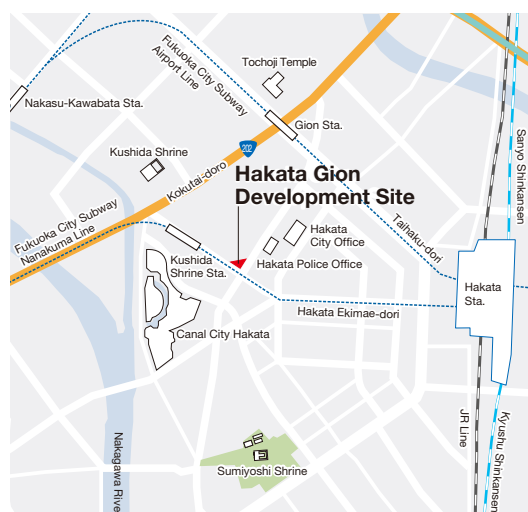 Fukuoka City Subway
Airport Line
Tochoji Temple
Nakasu-Kawabata Sta.
Gion Sta.
202
Kushida Shrine
Kokutai-doro
Sanyo Shinkansen
Hakata Gion
Development Site
Taihaku-dori
Fukuoka City Subway
Nanakuma Line
Hakata
City Office
Kushida
Shrine Sta.
Hakata Police Office
Hakata
Sta.
Hakata Ekimae-dori
Canal City Hakata
JR Line
Kyushu Shinkansen
Nakagawa River
Sumiyoshi Shrine